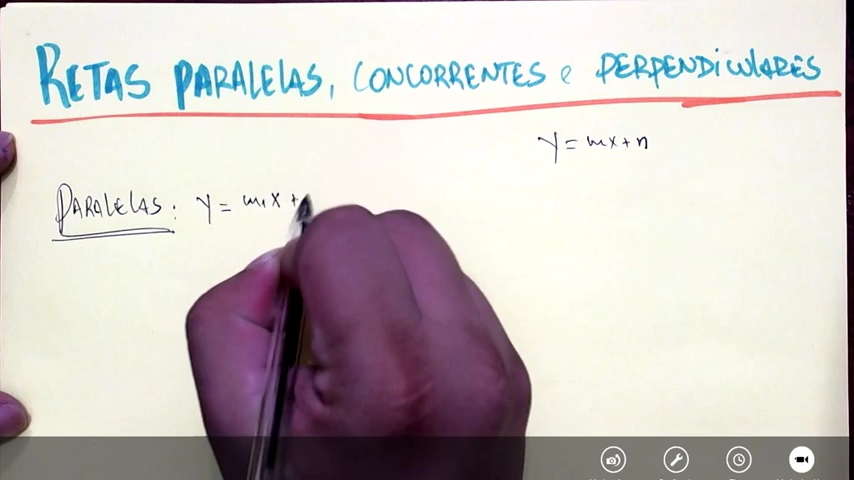 RETAS PARALELAS, CONCORRENTES e PERPENDICULARES
y = mx + n
PARALELAS: y = m₁x +